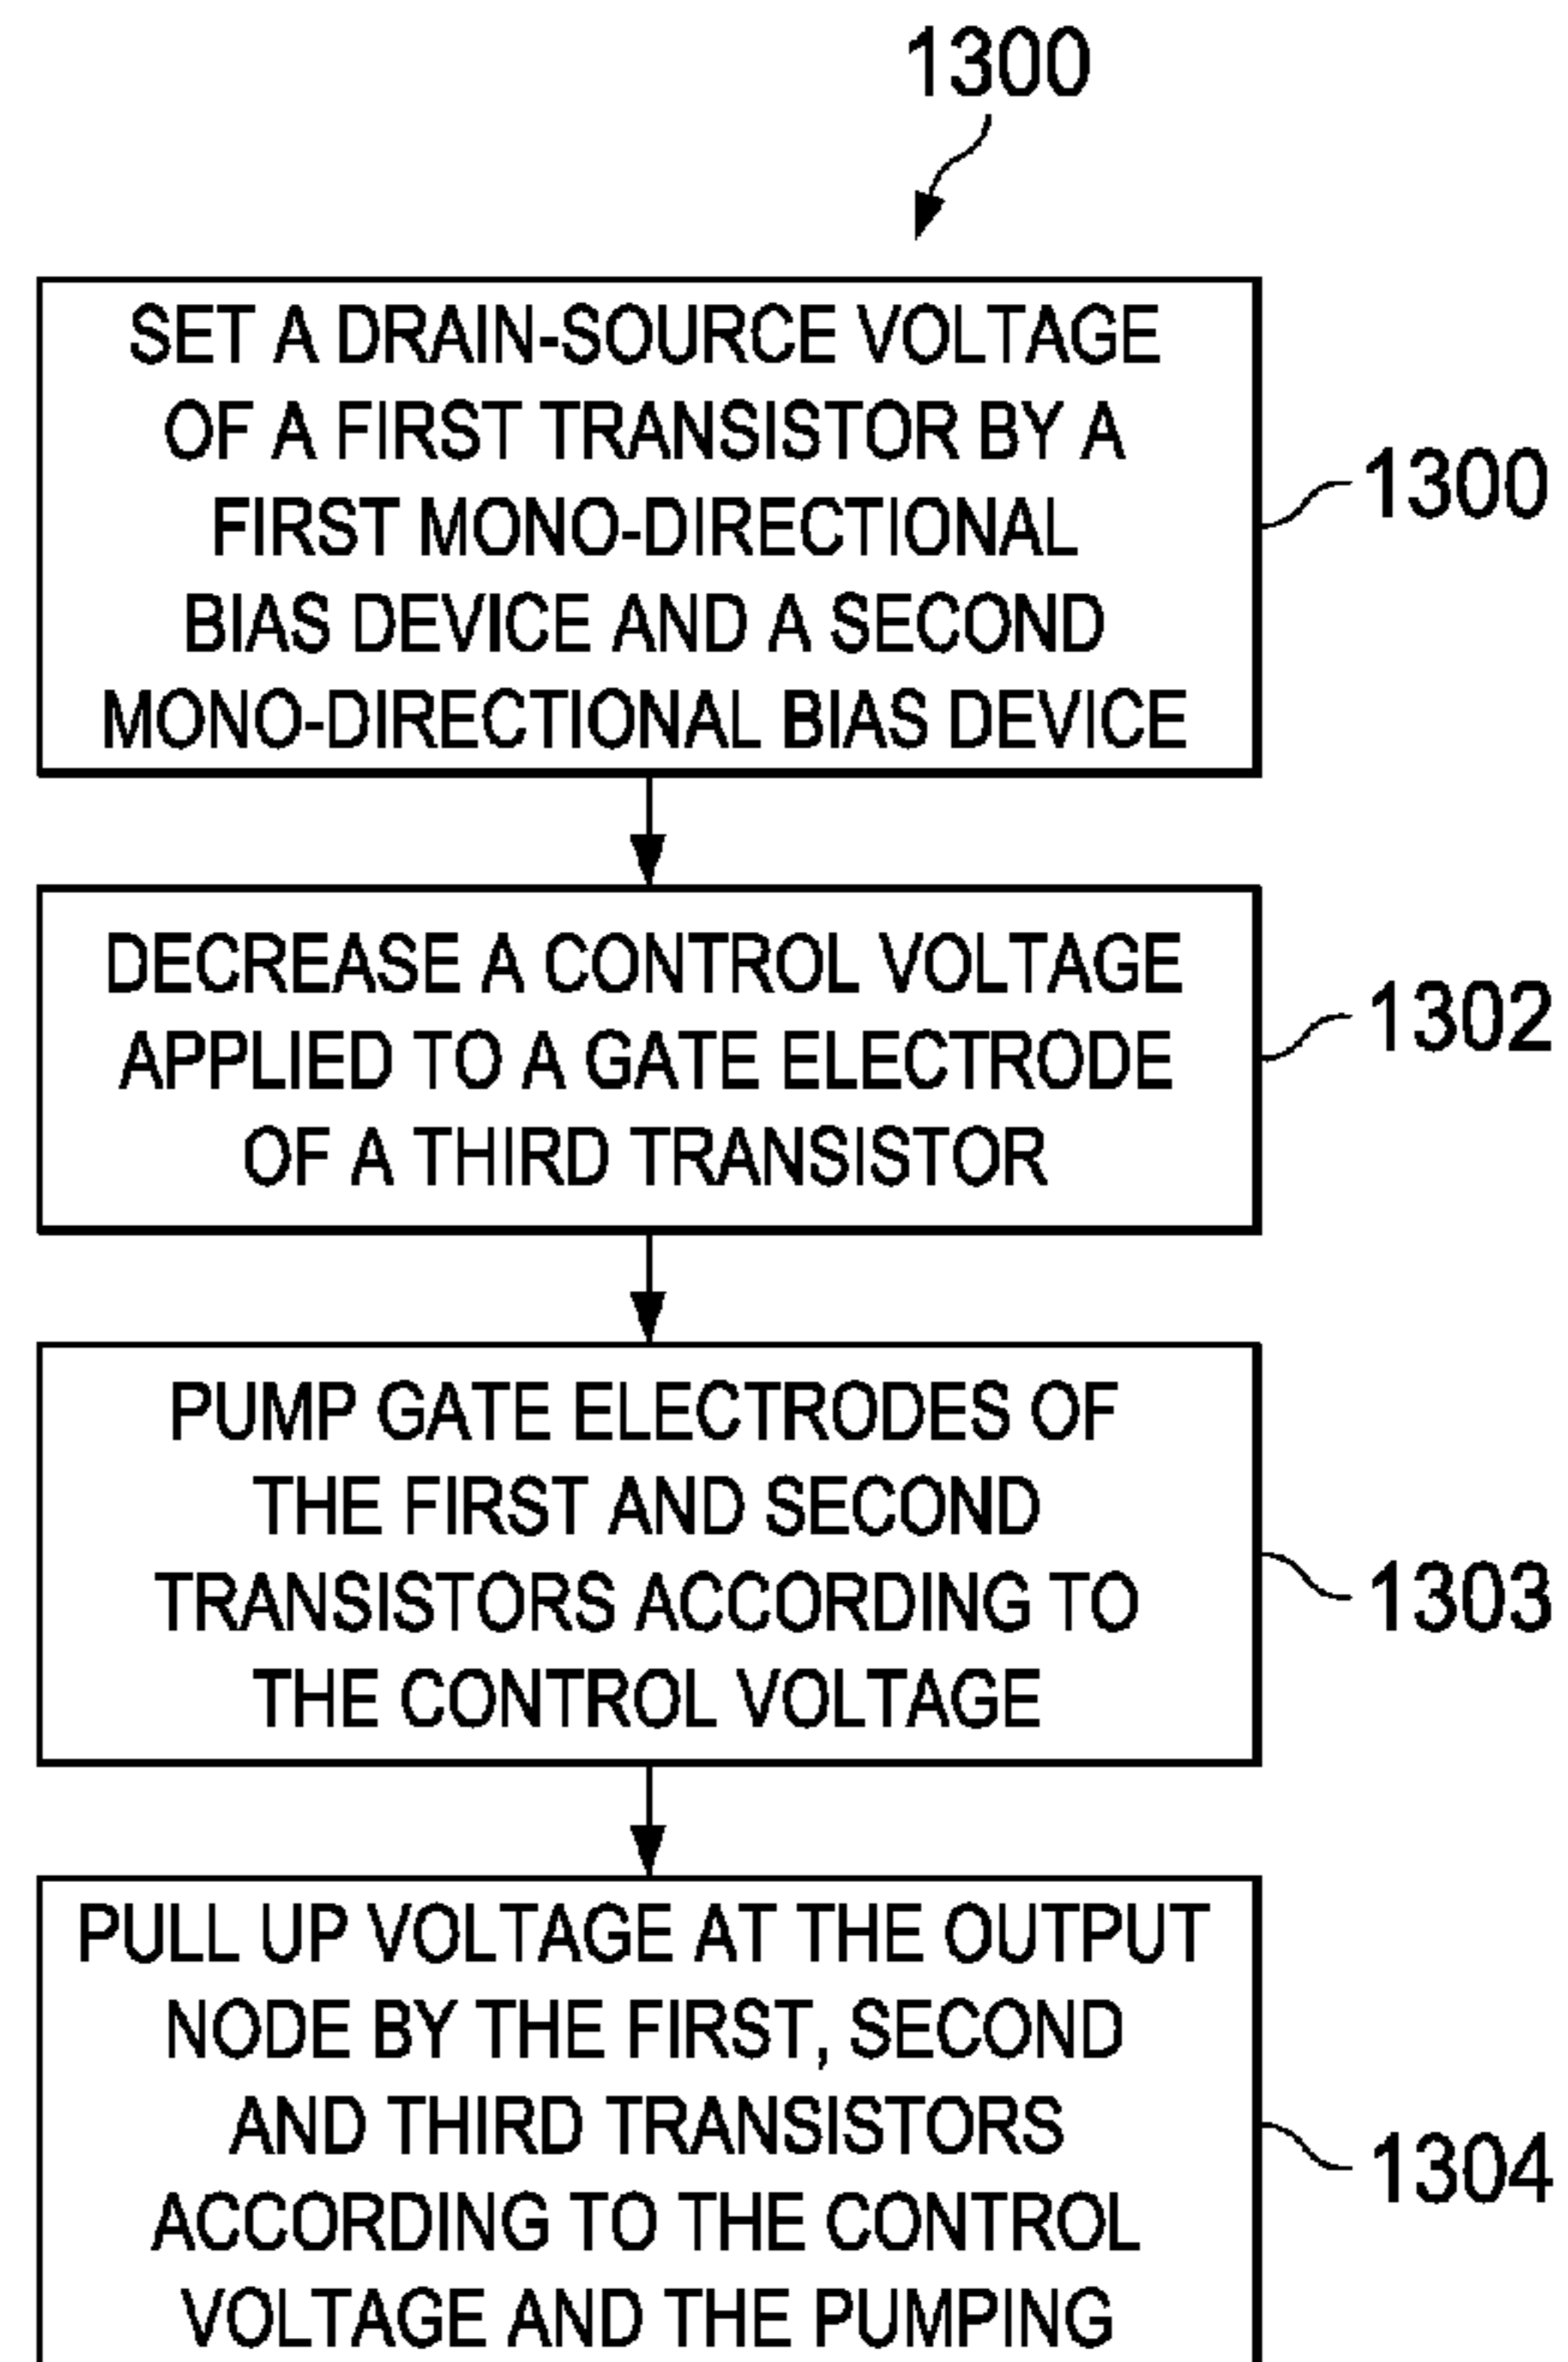 1300
SET A DRAIN-SOURCE VOLTAGE
OF A FIRST TRANSISTOR BY A
FIRST MONO-DIRECTIONAL
BIAS DEVICE AND A SECOND
MONO-DIRECTIONAL BIAS DEVICE
1300
DECREASE A CONTROL VOLTAGE
APPLIED TO A GATE ELECTRODE
OF A THIRD TRANSISTOR
1302
PUMP GATE ELECTRODES OF
THE FIRST AND SECOND
TRANSISTORS ACCORDING TO
THE CONTROL VOLTAGE
1303
PULL UP VOLTAGE AT THE OUTPUT
NODE BY THE FIRST, SECOND
AND THIRD TRANSISTORS
ACCORDING TO THE CONTROL
VOLTAGE AND THE PUMPING
1304